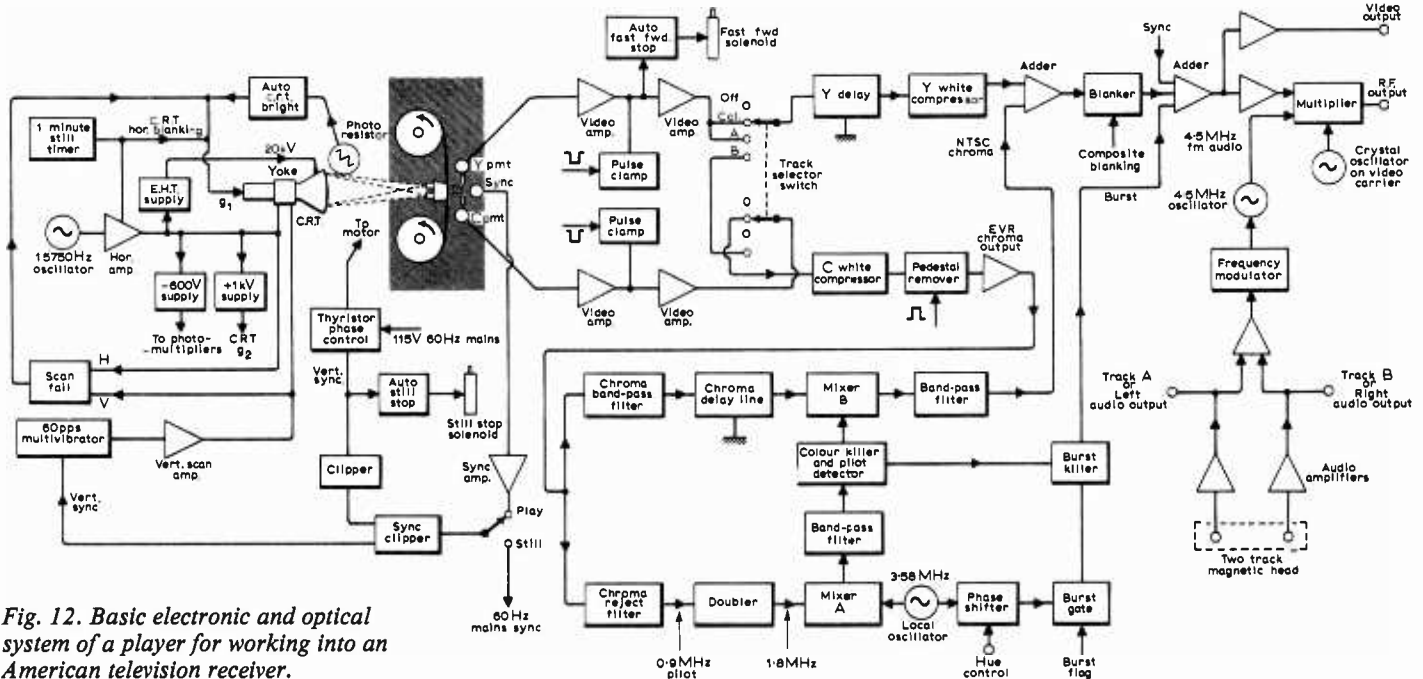 Auto
fast fwd
stop
Fast fwd
solenoid
Video
output
Sync
Adder
Adder
R.F.
output
Auto
c.r.t.
bright
1 minute
still
timer
C.R.T.
hor. blanking
Photo
resistor
20kV
Yoke
E.H.T.
supply
g1
C.R.T.
15750Hz
oscillator
Hor.
amp.
-600V
supply
+1kV
supply
To photo-
-multipliers
CRT
g2
Scan
fail
H
V
60pps
multivibrator
Vert. scan
amp.
Vert.
sync
Y pmt
Sync
C pmt
To
motor
Thyristor
phase
control
115V 60Hz mains
Vert.
sync
Auto
still
stop
Still stop
solenoid
Clipper
Sync
clipper
Sync
amp.
Play
Still
60Hz
mains sync
Video
amp.
Video
amp.
Pulse
clamp
Pulse
clamp
Video
amp
Video
amp.
Off
Col.
A
B
Track
selector
switch
Y delay
Y white
compressor
NTSC
chroma
Blanker
Composite
blanking
Burst
C white
compressor
Pedestal
remover
EVR
chroma
output
Multiplier
4·5 MHz
fm audio
Crystal
oscillator
on video
carrier
4·5 MHz
oscillator
Frequency
modulator
Track A
or
Left
audio output
Track B
or
Right
audio output
Audio
amplifiers
Two track
magnetic head
Chroma
band-pass
filter
Chroma
delay line
Mixer
B
Band-pass
filter
Colour killer
and pilot
detector
Burst
killer
Band-pass
filter
Chroma
reject filter
Doubler
Mixer
A
3·58 MHz
Local
oscillator
Phase
shifter
Burst
gate
0·9MHz
pilot
1·8MHz
Hue
control
Burst
flag
Fig. 12. Basic electronic and optical
system of a player for working into an
American television receiver.